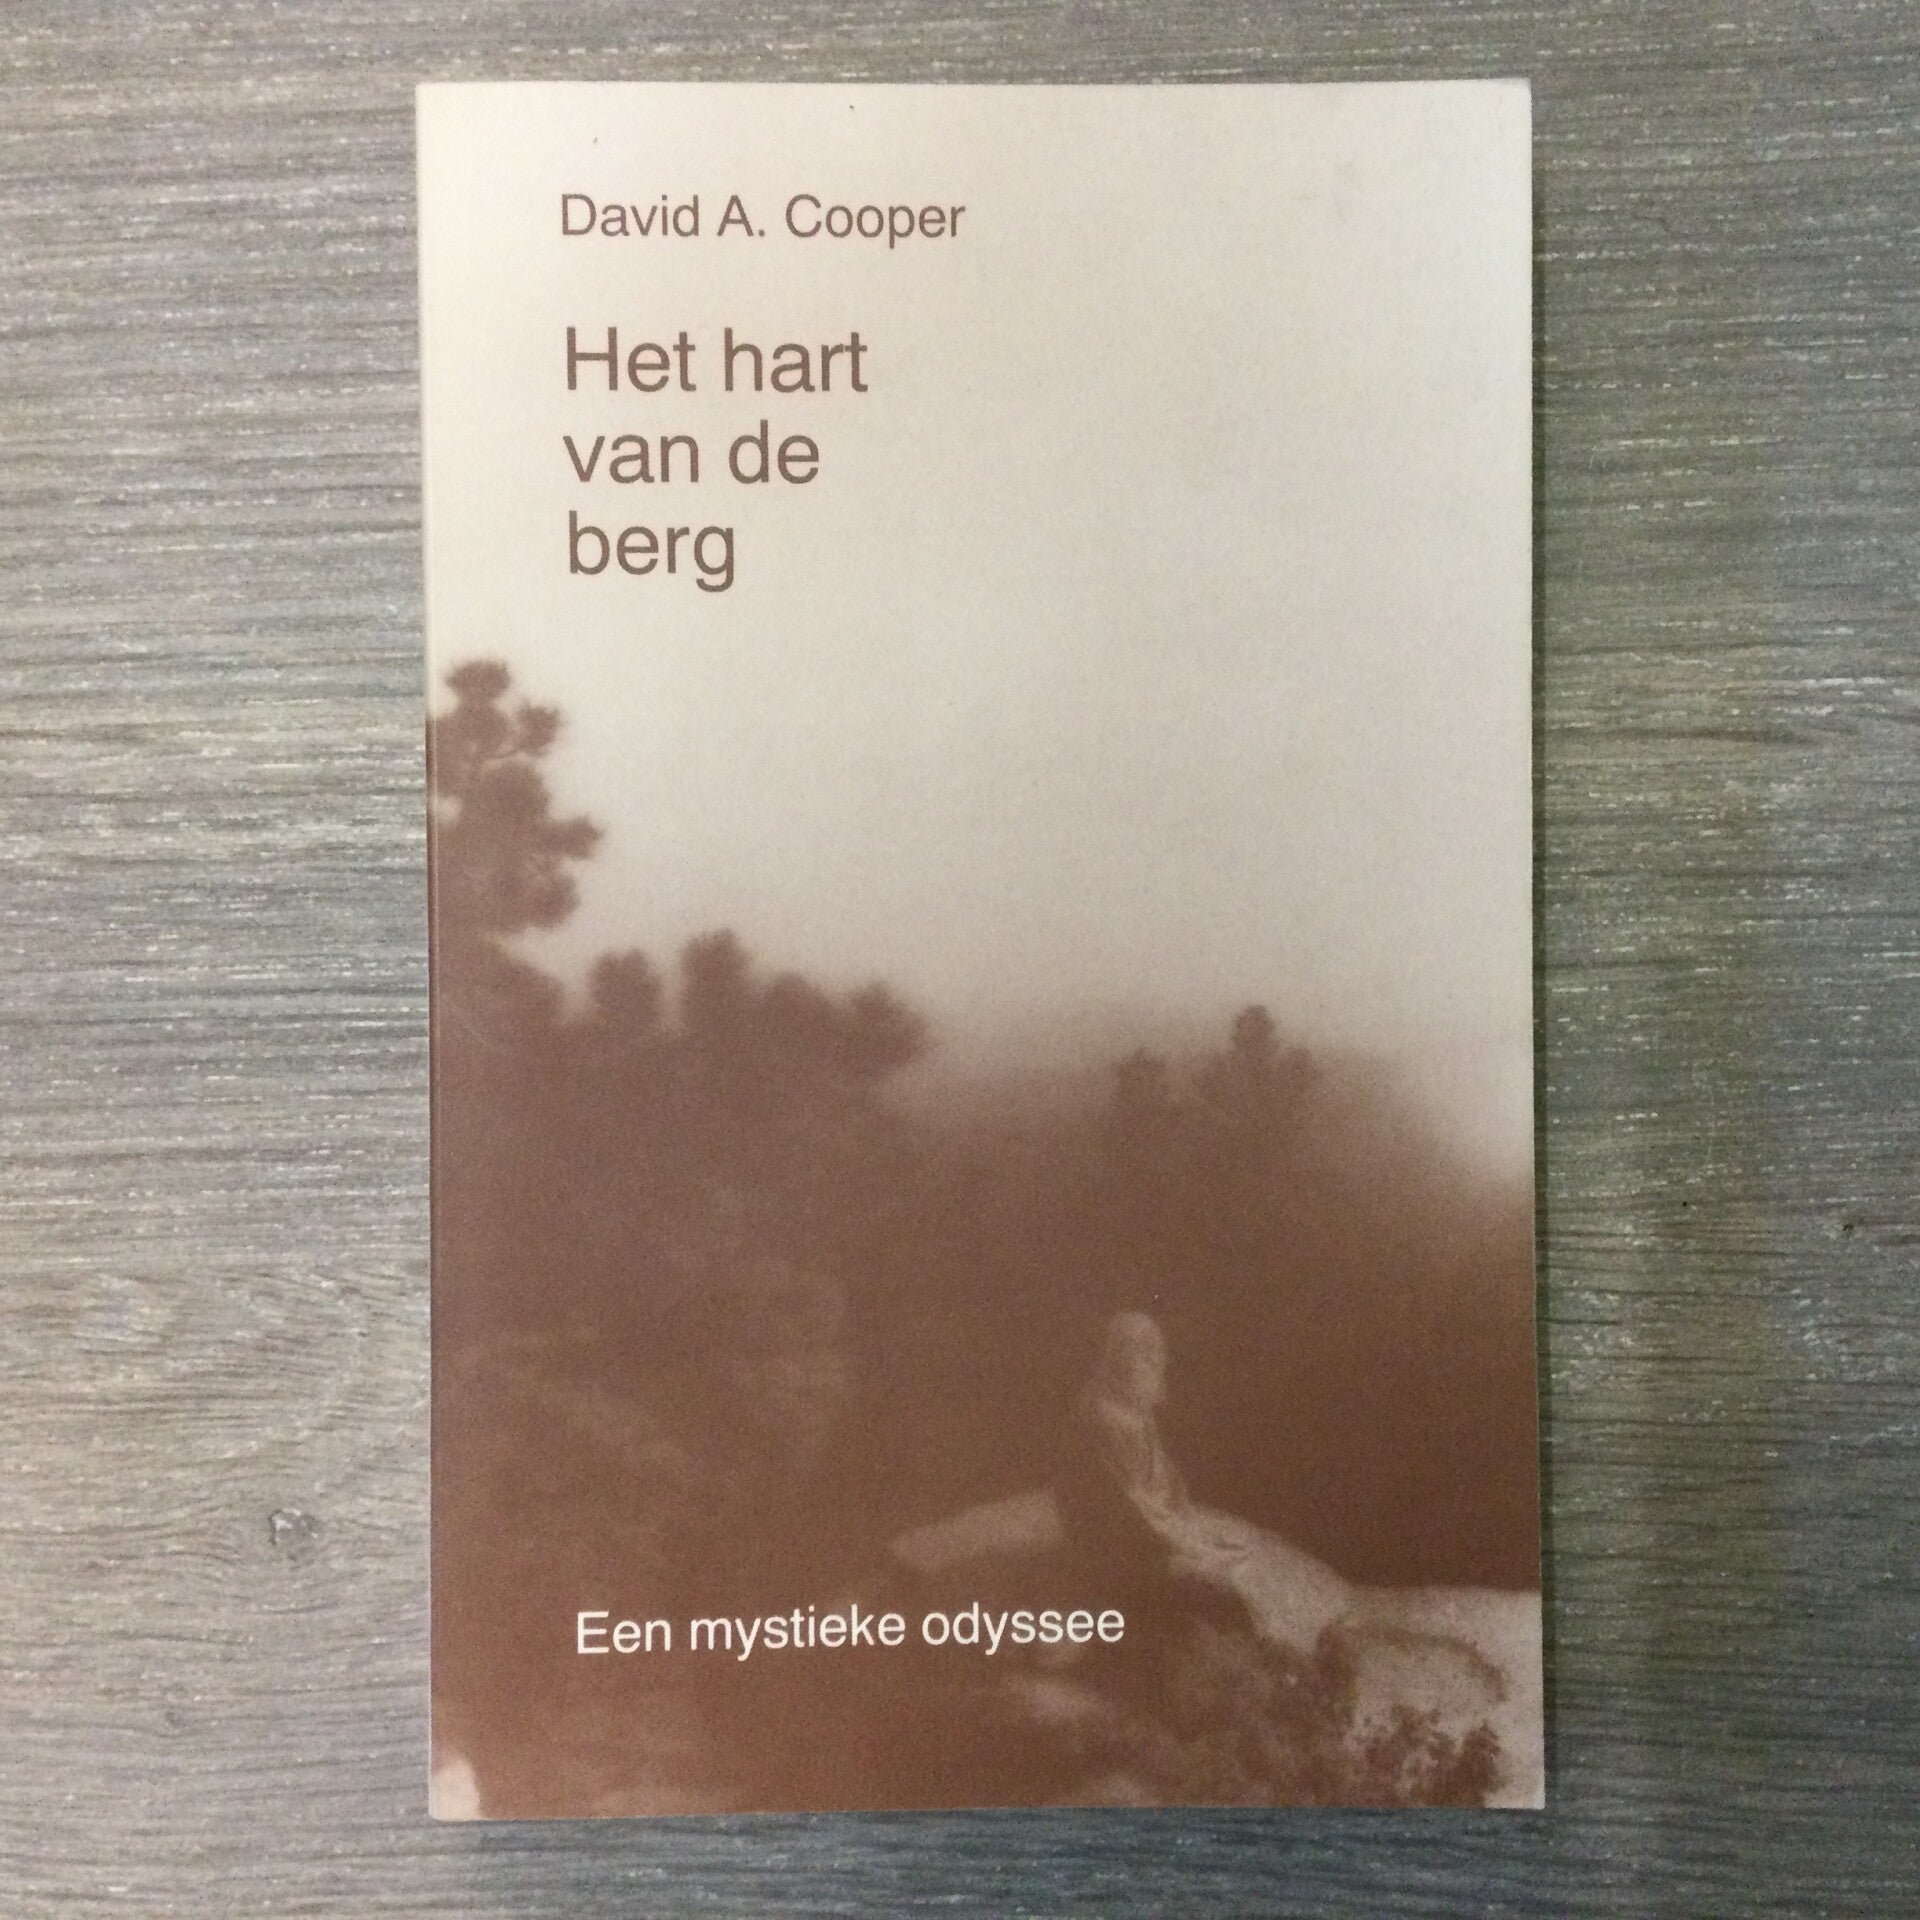 David A. Cooper
Het hart
van de
berg
Een mystieke odyssee